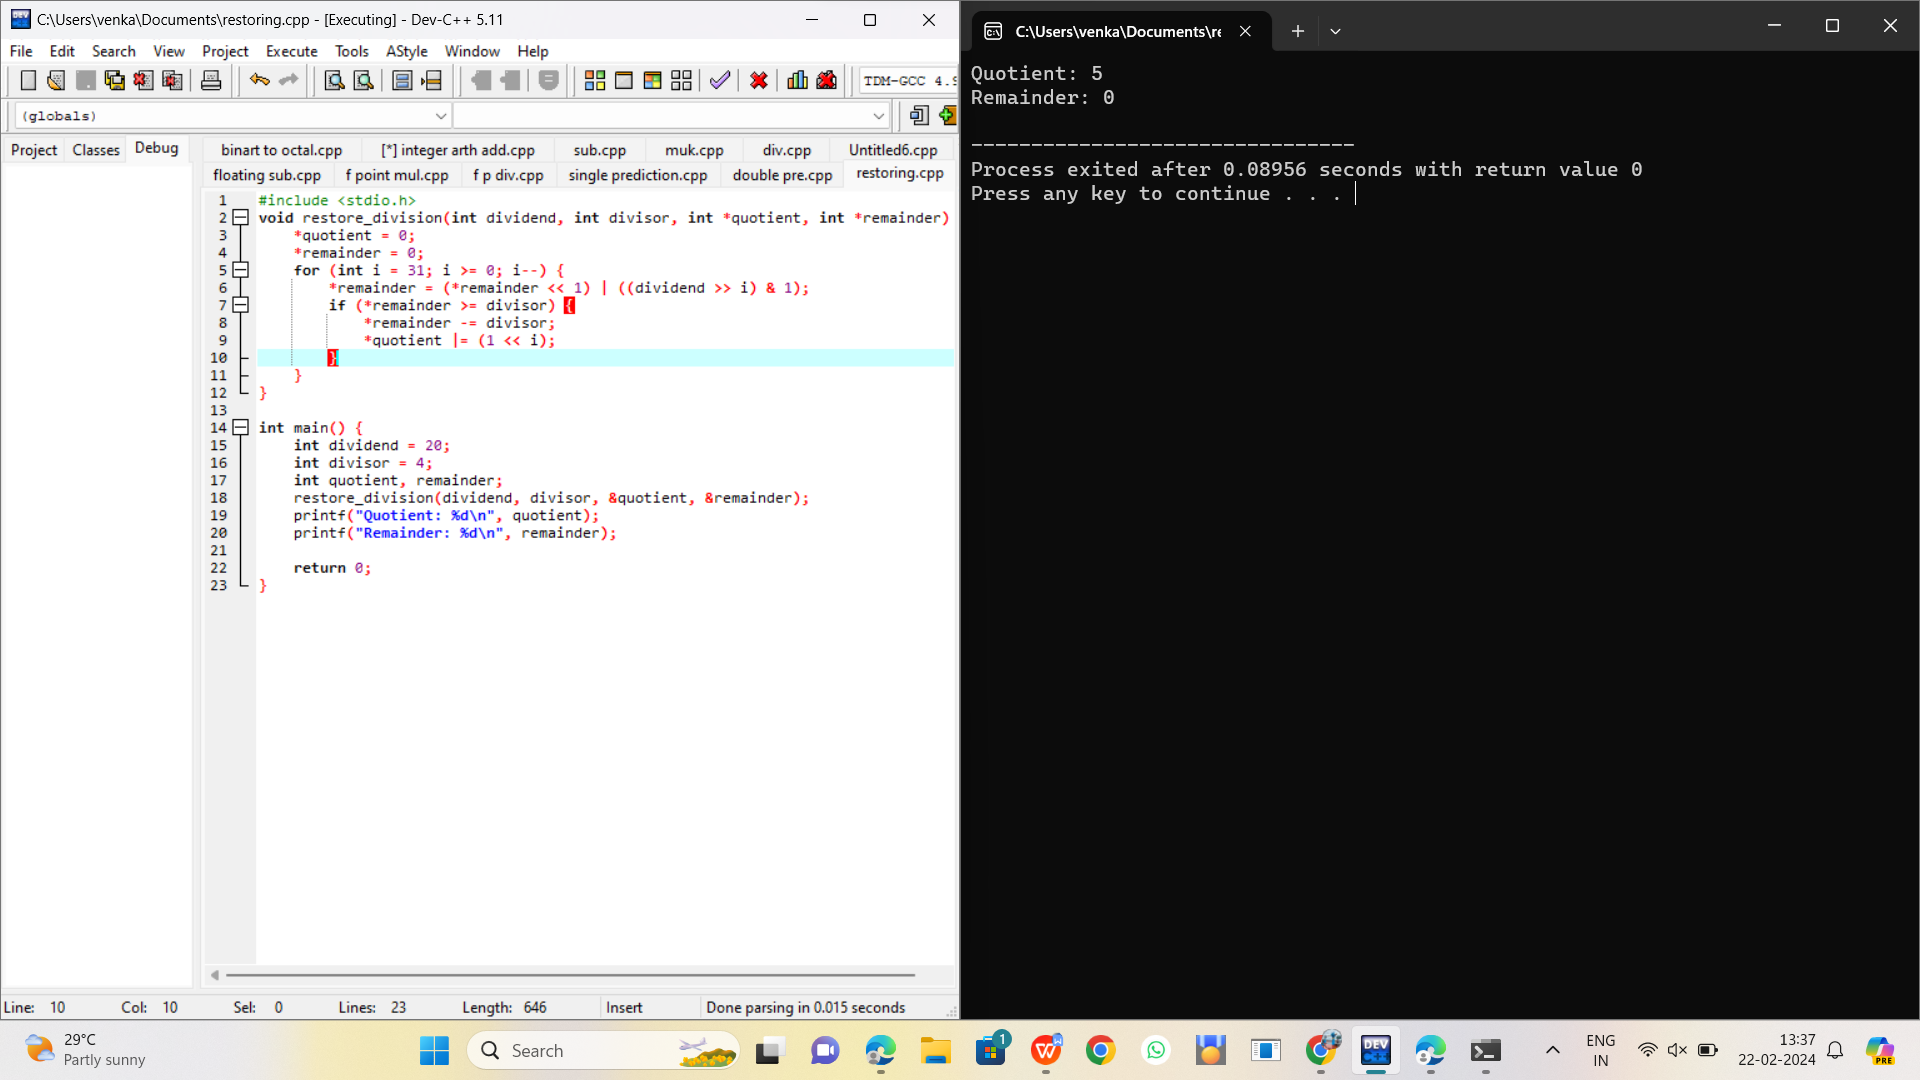 C:\Users\venka\Documents\restoring.cpp - [Executing] - Dev-C++ 5.11
File Edit Search View Project Execute Tools AStyle Window Help
TDM-GCC 4.9
(globals)
Project Classes Debug
binart to octal.cpp [*] integer arth add.cpp sub.cpp muk.cpp div.cpp Untitled6.cpp
floating sub.cpp f point mul.cpp f p div.cpp single prediction.cpp double pre.cpp restoring.cpp
1 #include <stdio.h>
2 void restore_division(int dividend, int divisor, int *quotient, int *remainder)
3 *quotient = 0;
4 *remainder = 0;
5 for (int i = 31; i >= 0; i--) {
6 *remainder = (*remainder << 1) | ((dividend >> i) & 1);
7 if (*remainder >= divisor) {
8 *remainder -= divisor;
9 *quotient |= (1 << i);
10 }
11 }
12 }
13
14 int main() {
15 int dividend = 20;
16 int divisor = 4;
17 int quotient, remainder;
18 restore_division(dividend, divisor, &quotient, &remainder);
19 printf("Quotient: %d\n", quotient);
20 printf("Remainder: %d\n", remainder);
21
22 return 0;
23 }
Line: 10 Col: 10 Sel: 0 Lines: 23 Length: 646 Insert Done parsing in 0.015 seconds
C:\Users\venka\Documents\re
Quotient: 5
Remainder: 0
--------------------------------
Process exited after 0.08956 seconds with return value 0
Press any key to continue . . .
29°C
Partly sunny
Search
1
DEV
C++
ENG
IN
13:37
22-02-2024
PRE